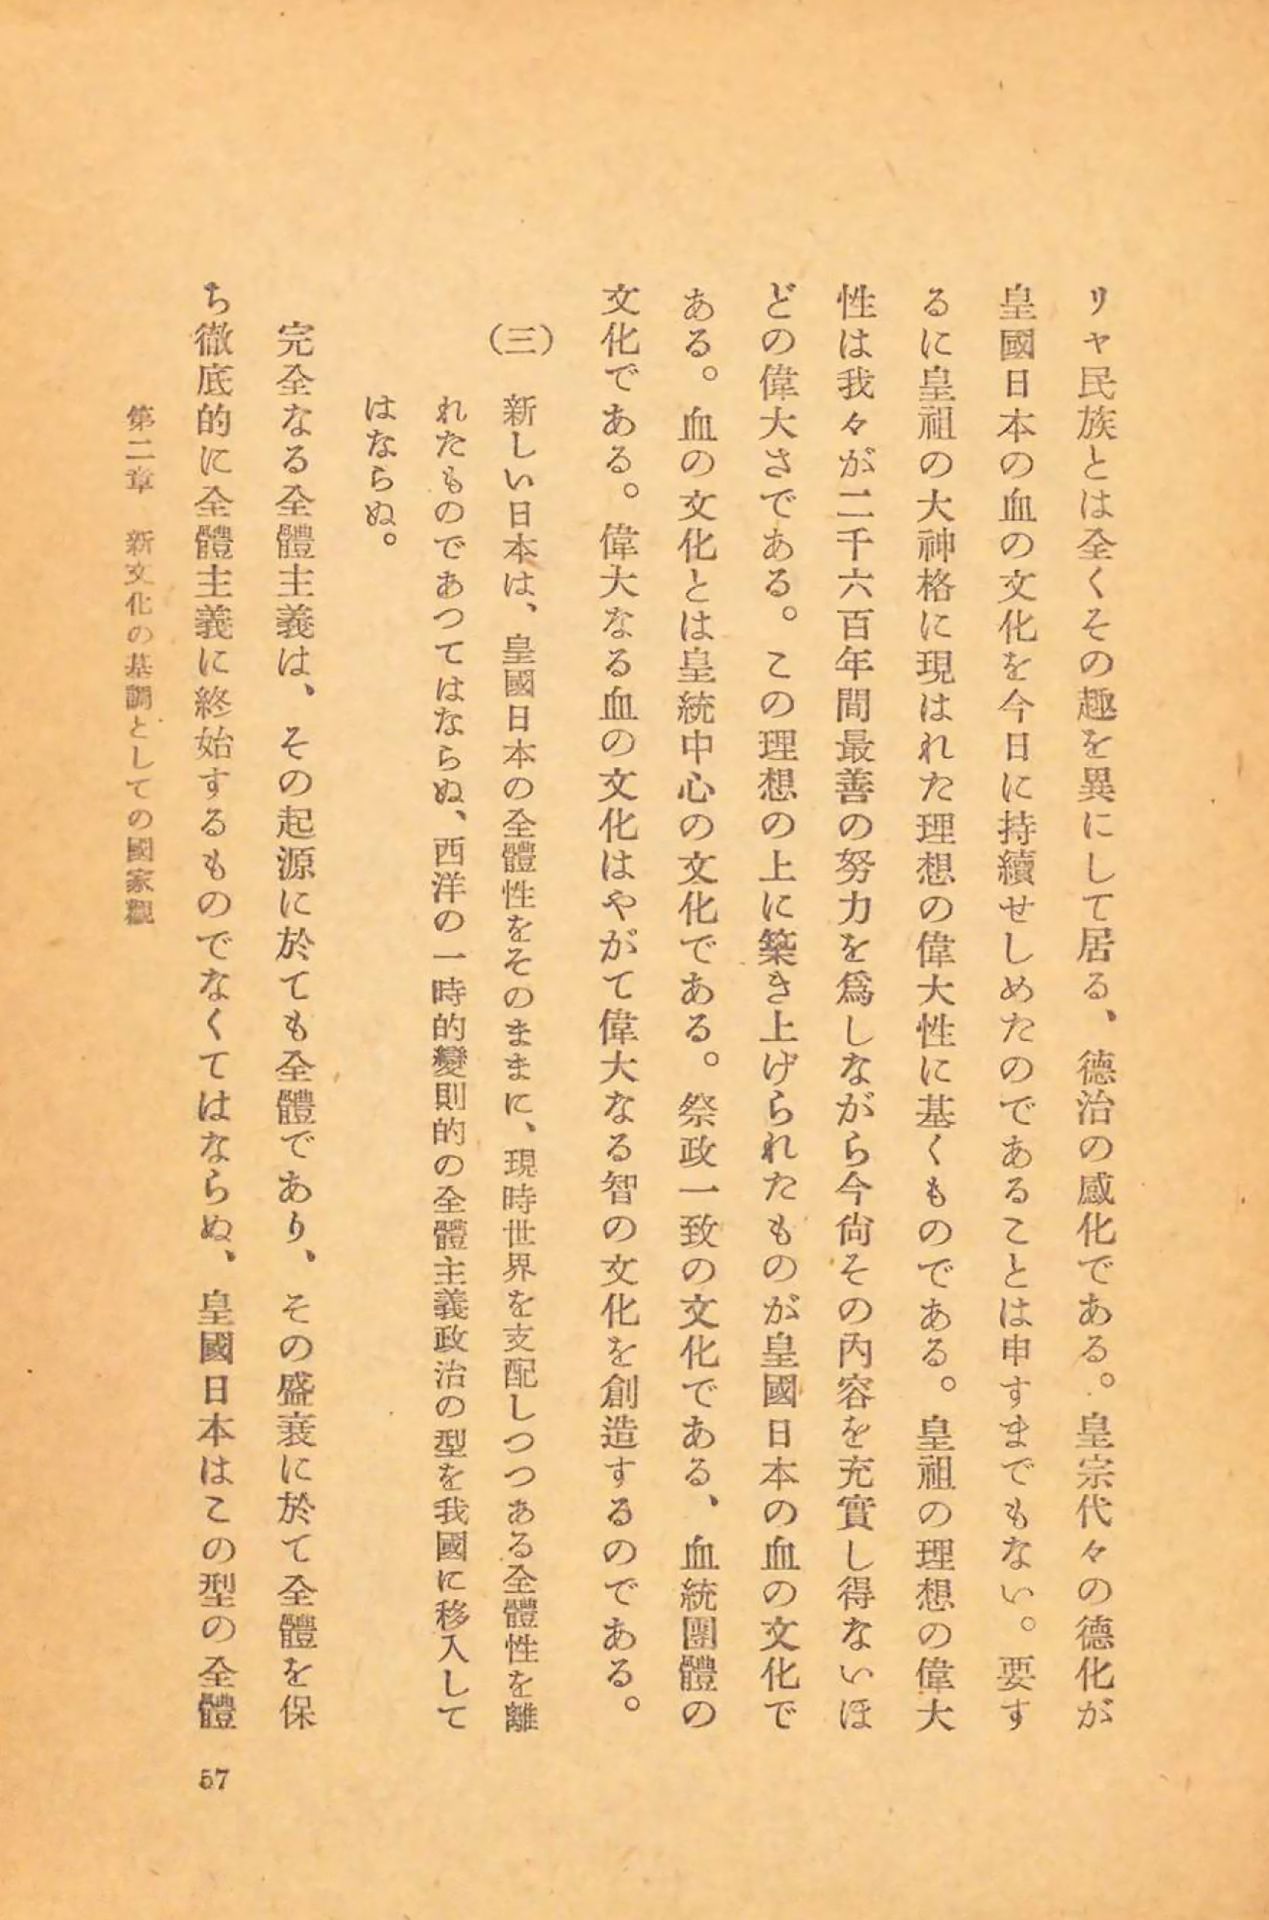 リヤ民族とは全くその趣を異にして居る、德治の感化である。皇宗代々の德化が
皇國日本の血の文化を今日に持續せしめたのであることは申すまでもない。要す
るに皇祖の大神格に現はれた理想の偉大性に基くものである。皇祖の理想の偉大
性は我々が二千六百年間最善の努力を爲しながら今尙その內容を充實し得ないほ
どの偉大さである。この理想の上に築き上げられたものが皇國日本の血の文化で
ある。血の文化とは皇統中心の文化である。祭政一致の文化である、血統團體の
文化である。偉大なる血の文化はやがて偉大なる智の文化を創造するのである。
(三) 新しい日本は、皇國日本の全體性をそのままに、現時世界を支配しつつある全體性を離
れたものであつてはならぬ、西洋の一時的變則的の全體主義政治の型を我國に移入して
はならぬ。
完全なる全體主義は、その起源に於ても全體であり、その盛衰に於て全體を保
ち徹底的に全體主義に終始するものでなくてはならぬ、皇國日本はこの型の全體
第二章 新文化の基調としての國家觀
57